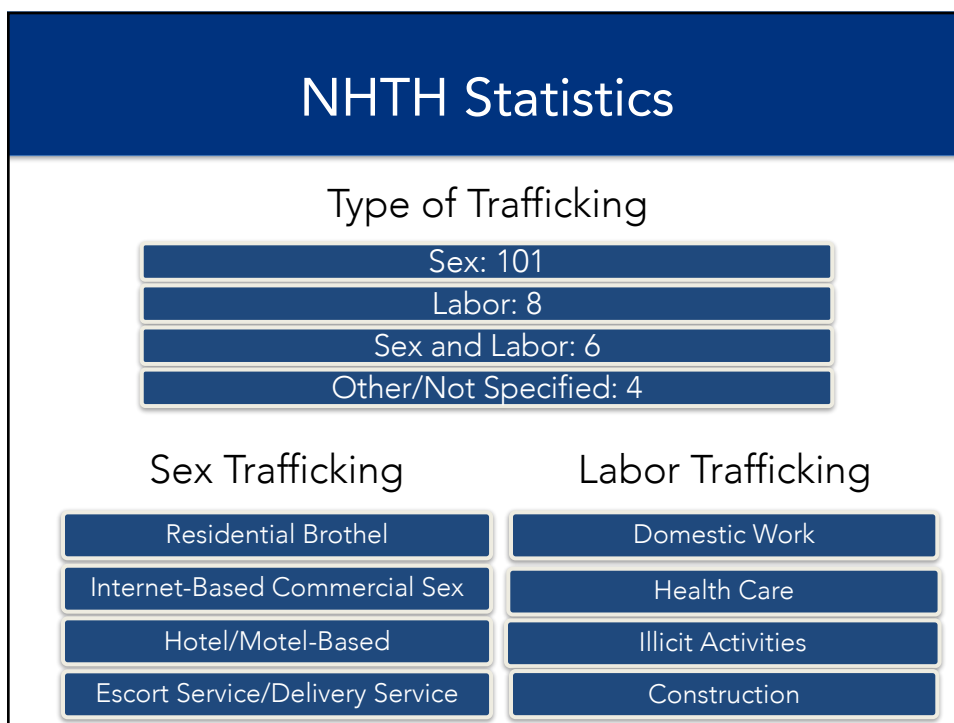 NHTH Statistics
Type of Trafficking
Sex: 101
Labor: 8
Sex and Labor: 6
Other/Not Specified: 4
Sex Trafficking
Residential Brothel
Internet-Based Commercial Sex
Hotel/Motel-Based
Escort Service/Delivery Service
Labor Trafficking
Domestic Work
Health Care
Illicit Activities
Construction